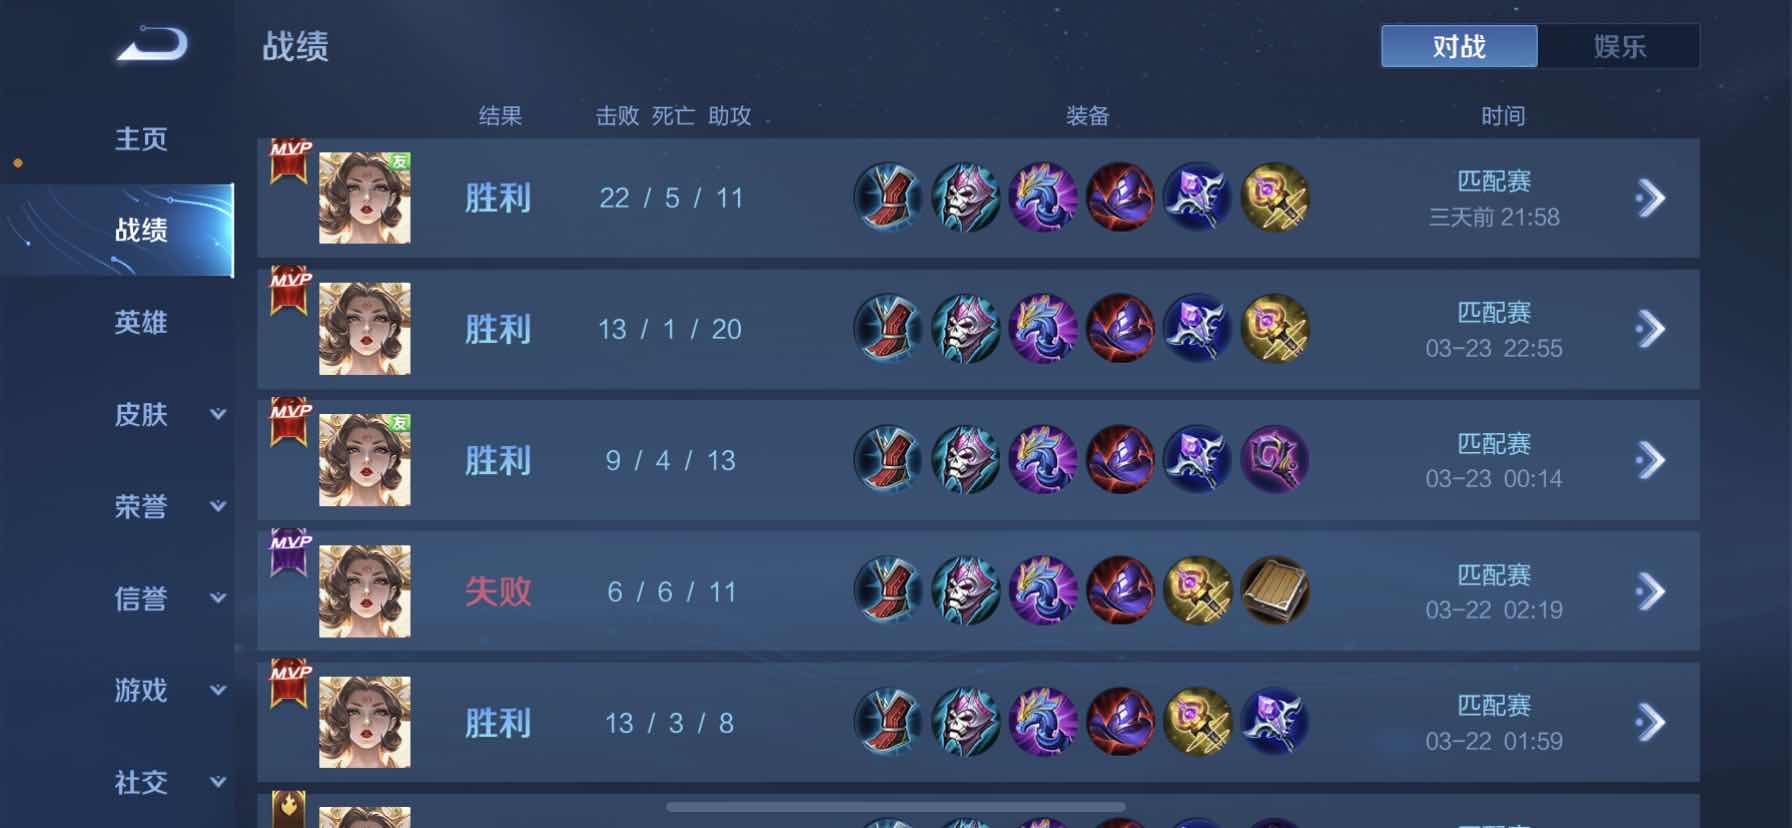 战绩
对战 娱乐
主页
战绩
英雄
皮肤
荣誉
信誉
游戏
社交
结果 击败 死亡 助攻 装备 时间
MVP 友 胜利 22 / 5 / 11 匹配赛
三天前 21:58
MVP 胜利 13 / 1 / 20 匹配赛
03-23 22:55
MVP 友 胜利 9 / 4 / 13 匹配赛
03-23 00:14
MVP 失败 6 / 6 / 11 匹配赛
03-22 02:19
MVP 胜利 13 / 3 / 8 匹配赛
03-22 01:59